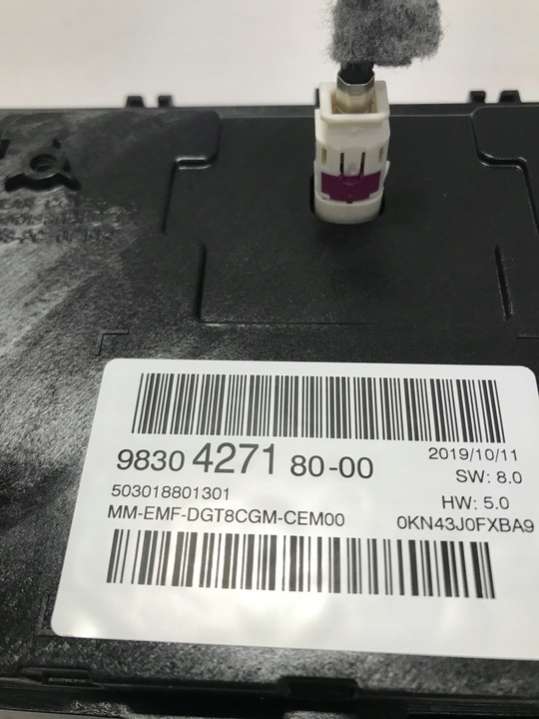 9830 4271 80-00
2019/10/11
SW: 8.0
503018801301
HW: 5.0
MM-EMF-DGT8CGM-CEM00
0KN43J0FXBA9